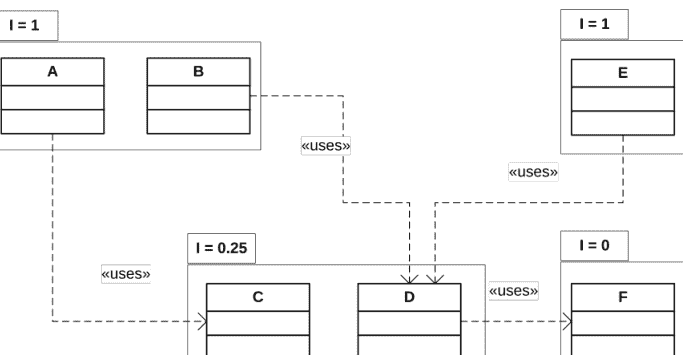 I = 1
I = 1
A
B
E
«uses»
«uses»
I = 0.25
I = 0
«uses»
«uses»
C
D
F